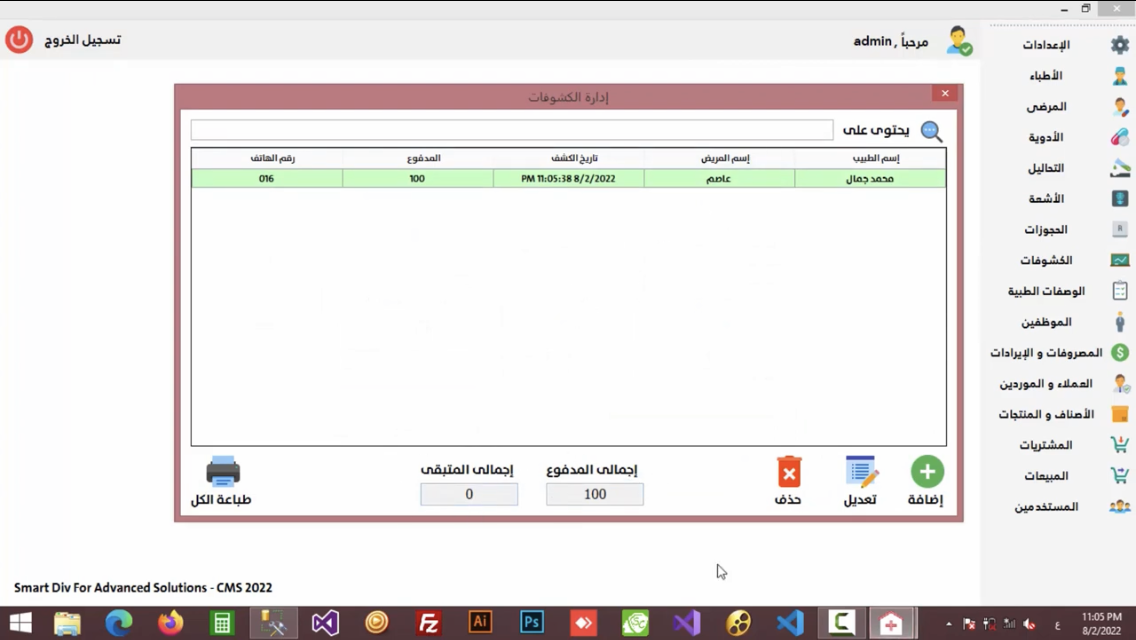 مرحباً , admin
تسجيل الخروج
الإعدادات
الأطباء
المرضى
الأدوية
التحاليل
الأشعة
الحجوزات
الكشوفات
الوصفات الطبية
الموظفين
المصروفات و الإيرادات
العملاء و الموردين
الأصناف و المنتجات
المشتريات
المبيعات
المستخدمين
إدارة الكشوفات
يحتوى على
إسم الطبيب إسم المريض تاريخ الكشف المدفوع رقم الهاتف
محمد جمال عاصم PM 11:05:38 8/2/2022 100 016
إضافة
تعديل
حذف
إجمالى المدفوع
100
إجمالى المتبقى
0
طباعة الكل
Smart Div For Advanced Solutions - CMS 2022
Fz Ai Ps
ع
11:05 PM
8/2/2022